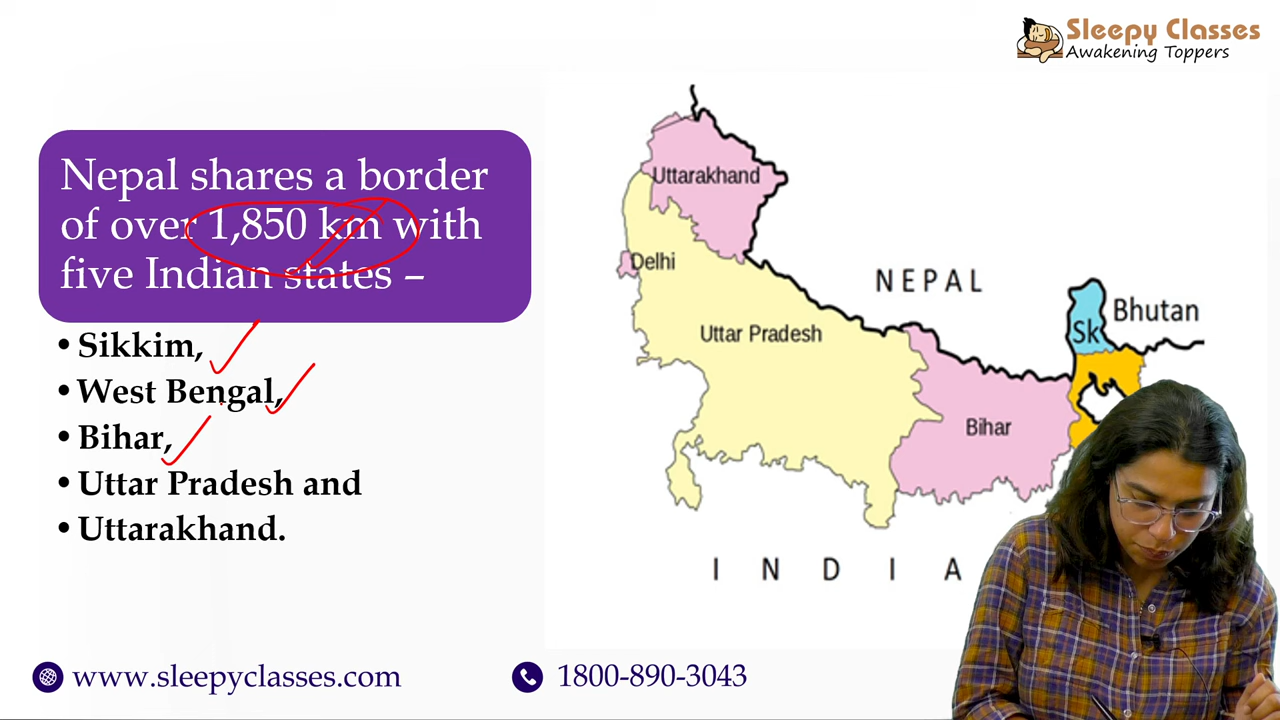 Sleepy Classes
Awakening Toppers
Nepal shares a border
of over 1,850 km with
five Indian states –
• Sikkim,
• West Bengal,
• Bihar,
• Uttar Pradesh and
• Uttarakhand.
Uttarakhand
Delhi
NEPAL
Bhutan
Sk
Uttar Pradesh
Bihar
INDIA
www.sleepyclasses.com
1800-890-3043